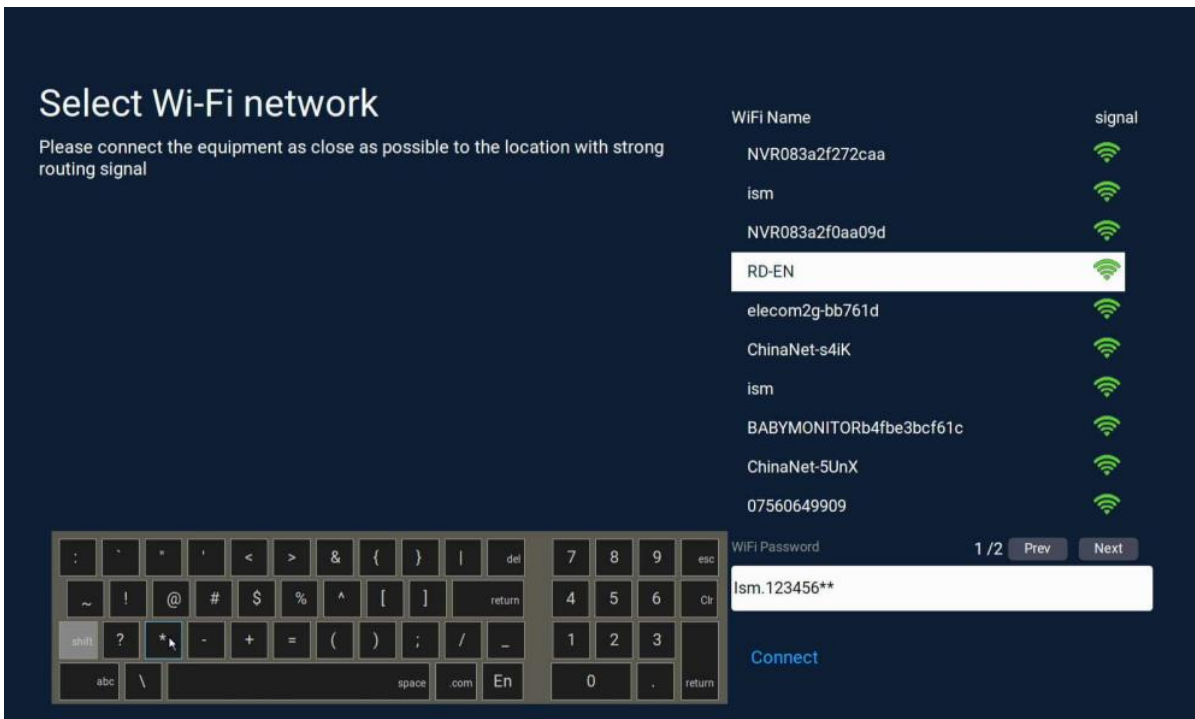 Select Wi-Fi network
Please connect the equipment as close as possible to the location with strong
routing signal
WiFi Name signal
NVR083a2f272caa
ism
NVR083a2f0aa09d
RD-EN
elecom2g-bb761d
ChinaNet-s4iK
ism
BABYMONITORb4fbe3bcf61c
ChinaNet-5UnX
07560649909
WiFi Password 1 /2 Prev Next
Ism.123456**
Connect
: ` " ' < > & { } | del 7 8 9 esc
~ ! @ # $ % ^ [ ] return 4 5 6 Clr
shift ? * - + = ( ) ; / _ 1 2 3
abc \ space .com En 0 . return